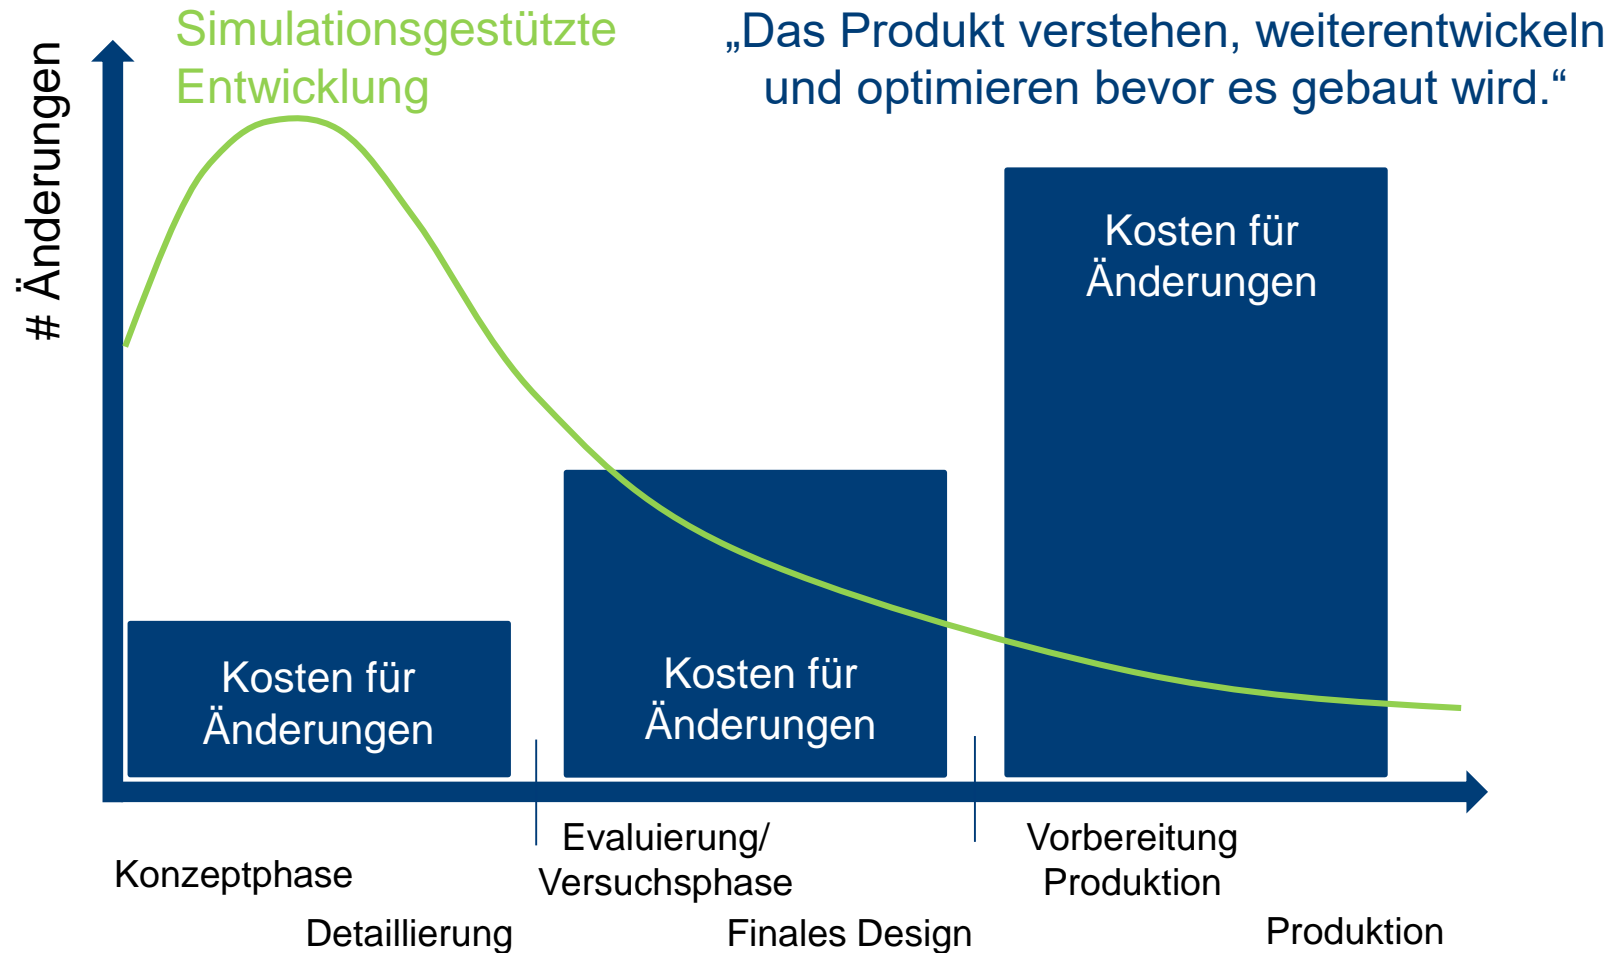 Simulationsgestützte
Entwicklung
„Das Produkt verstehen, weiterentwickeln
und optimieren bevor es gebaut wird.“
# Änderungen
Kosten für
Änderungen
Kosten für
Änderungen
Kosten für
Änderungen
Konzeptphase
Detaillierung
Evaluierung/
Versuchsphase
Finales Design
Vorbereitung
Produktion
Produktion